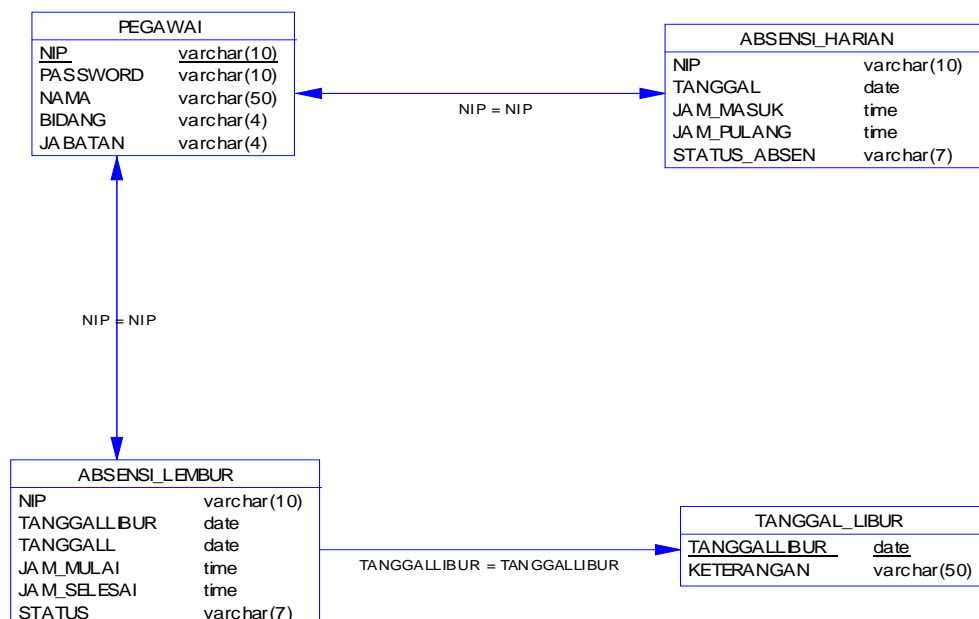 PEGAWAI
NIP varchar(10)
PASSWORD varchar(10)
NAMA varchar(50)
BIDANG varchar(4)
JABATAN varchar(4)
ABSENSI_HARIAN
NIP varchar(10)
TANGGAL date
JAM_MASUK time
JAM_PULANG time
STATUS_ABSEN varchar(7)
NIP = NIP
NIP = NIP
ABSENSI_LEMBUR
NIP varchar(10)
TANGGALLIBUR date
TANGGALL date
JAM_MULAI time
JAM_SELESAI time
STATUS varchar(7)
TANGGALLIBUR = TANGGALLIBUR
TANGGAL_LIBUR
TANGGALLIBUR date
KETERANGAN varchar(50)